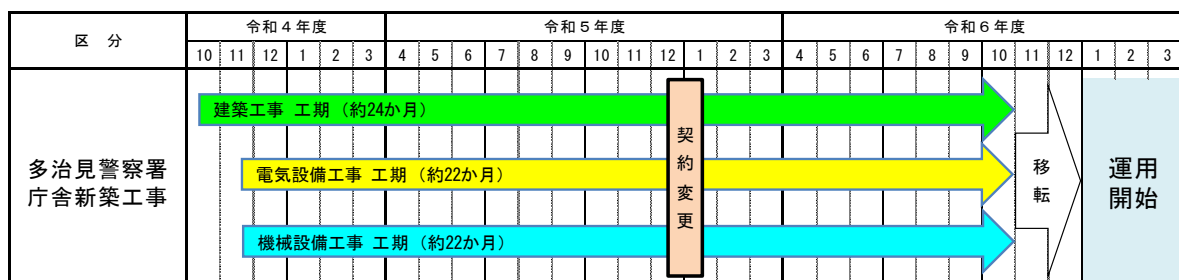 区　分
令和４年度
令和５年度
令和６年度
10 11 12 1 2 3 4 5 6 7 8 9 10 11 12 1 2 3 4 5 6 7 8 9 10 11 12 1 2 3
多治見警察署
庁舎新築工事
建築工事 工期（約24か月）
電気設備工事 工期（約22か月）
機械設備工事 工期（約22か月）
契約変更
移転
運用
開始